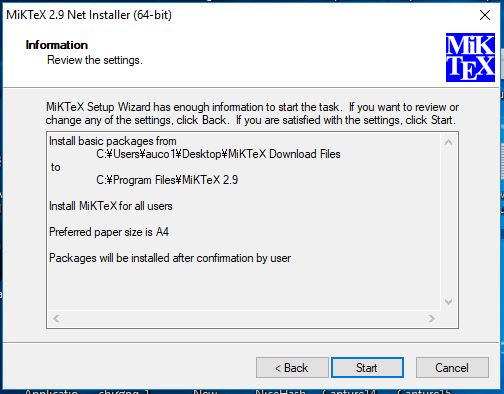 MiKTeX 2.9 Net Installer (64-bit)
Information
Review the settings.
MiK
TEX
MiKTeX Setup Wizard has enough information to start the task. If you want to review or
change any of the settings, click Back. If you are satisfied with the settings, click Start.
Install basic packages from
C:¥Users¥auco1¥Desktop¥MiKTeX Download Files
to
C:¥Program Files¥MiKTeX 2.9
Install MiKTeX for all users
Preferred paper size is A4
Packages will be installed after confirmation by user
< Back
Start
Cancel
New NiceHash Capture14 Capture15